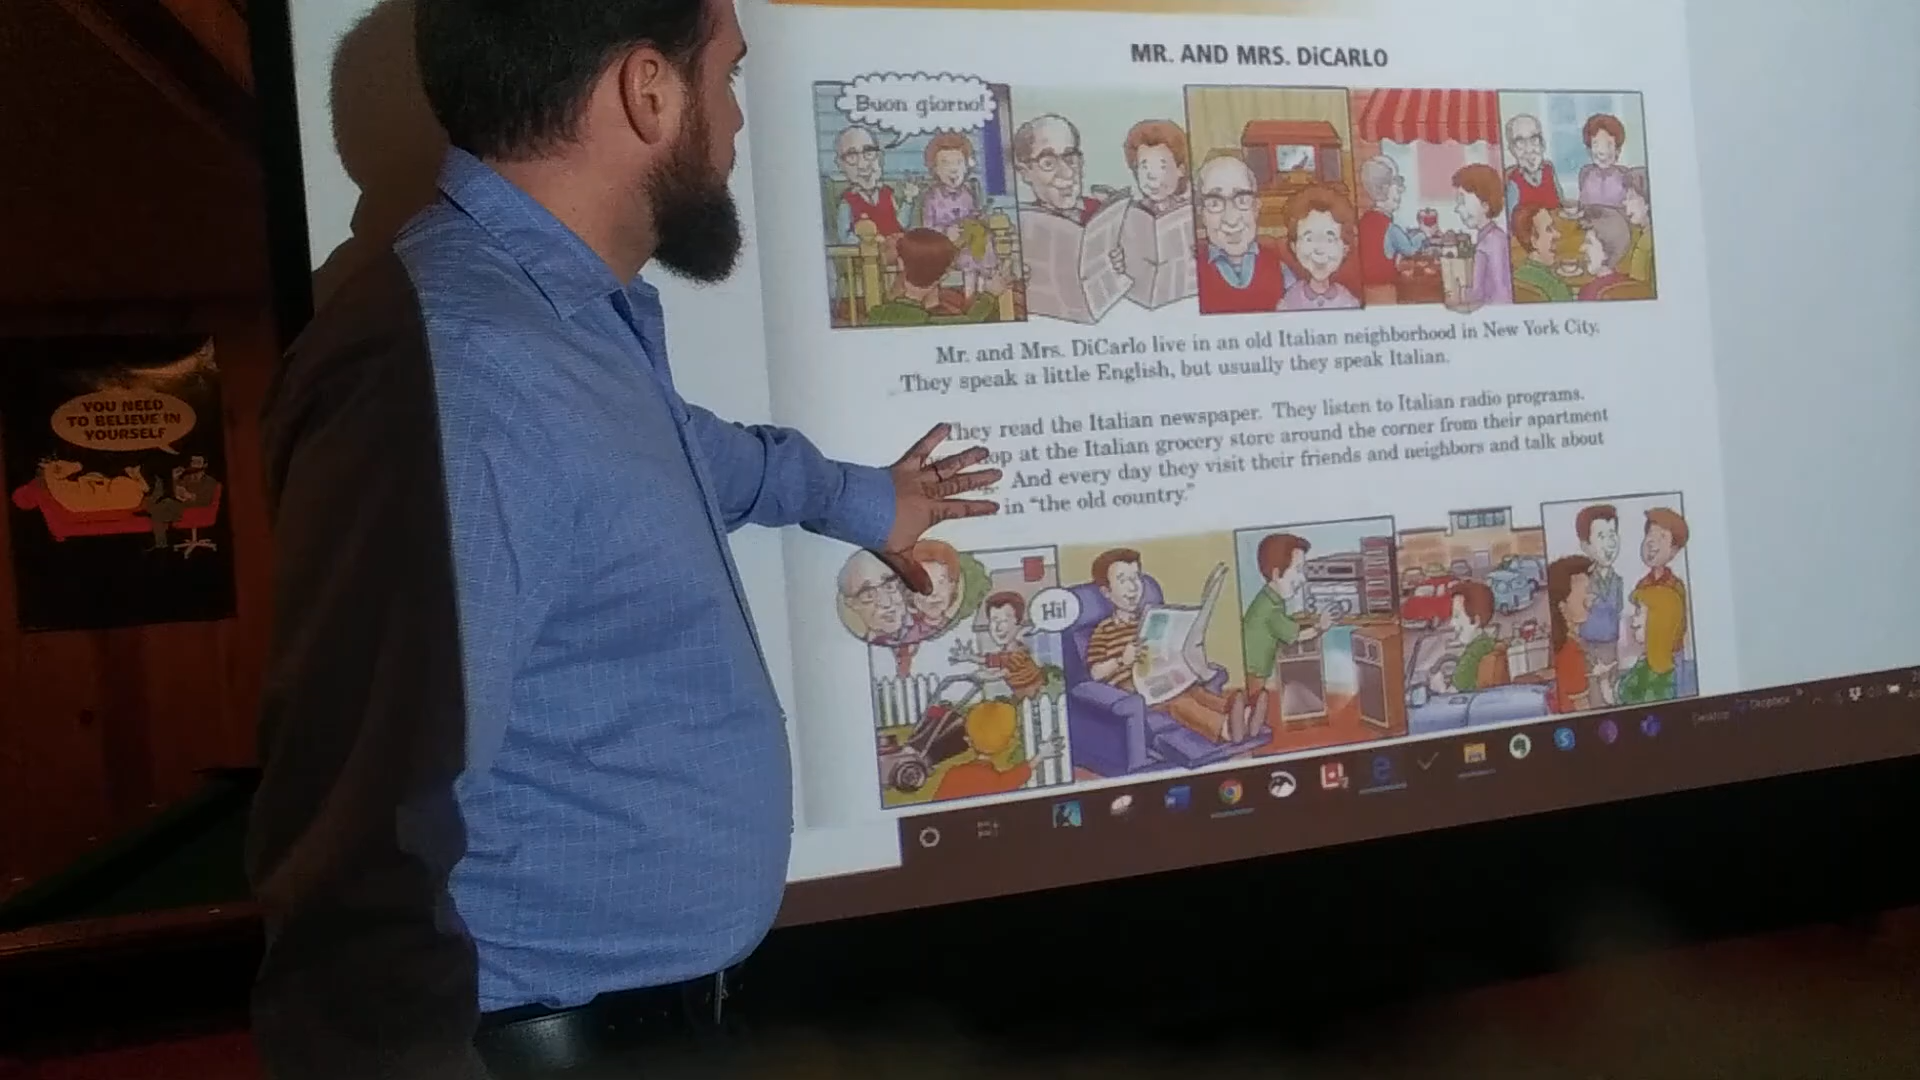 MR. AND MRS. DiCARLO
Buon giorno!
Mr. and Mrs. DiCarlo live in an old Italian neighborhood in New York City.
They speak a little English, but usually they speak Italian.
They read the Italian newspaper. They listen to Italian radio programs.
at the Italian grocery store around the corner from their apartment
And every day they visit their friends and neighbors and talk about
in "the old country."
Hi!
YOU NEED
TO BELIEVE IN
YOURSELF